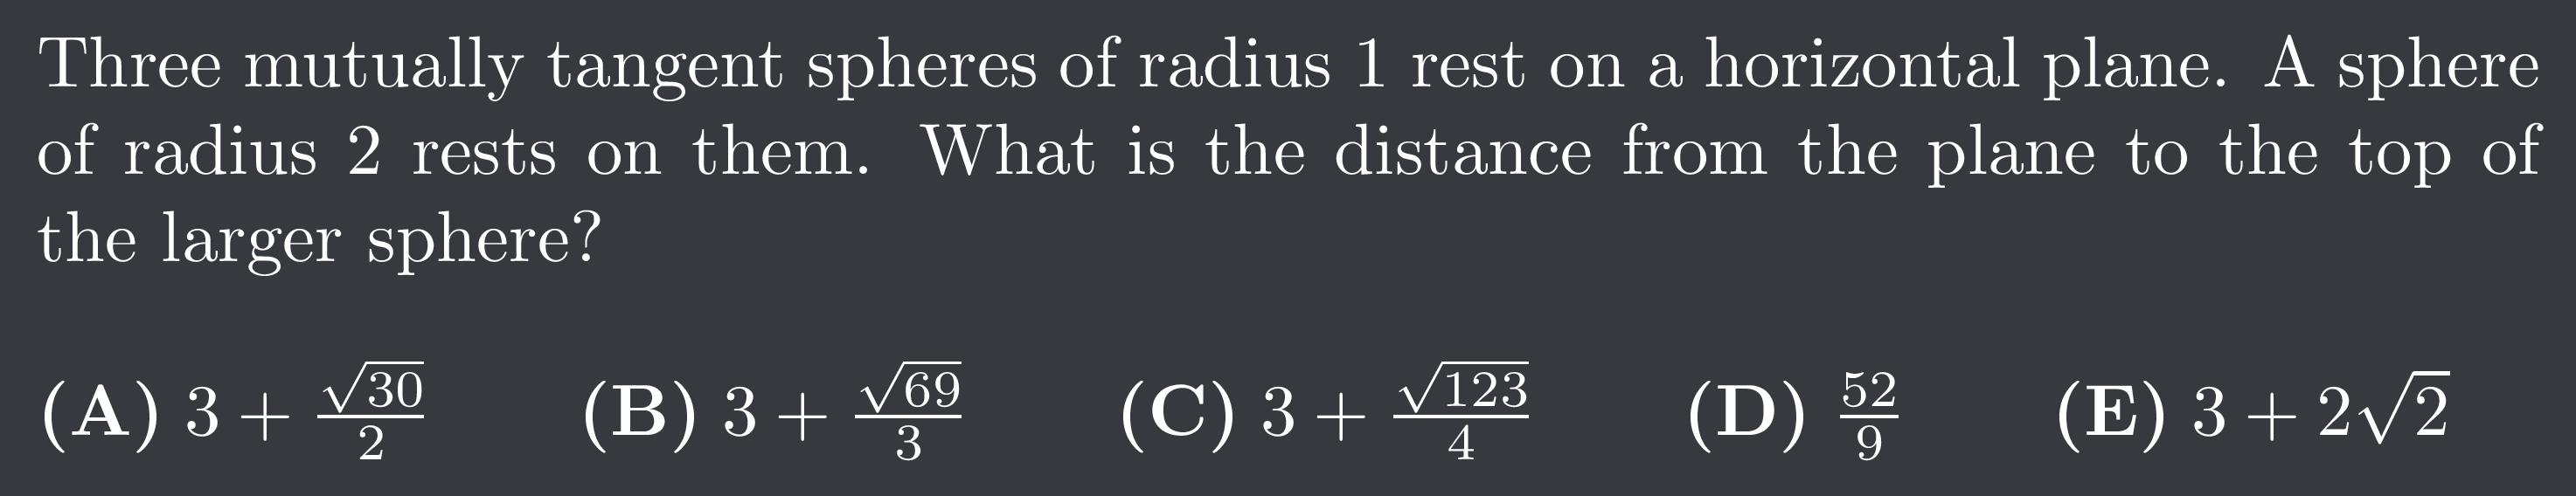 Three mutually tangent spheres of radius 1 rest on a horizontal plane. A sphere
of radius 2 rests on them. What is the distance from the plane to the top of
the larger sphere?
(A) 3 + √30/2 (B) 3 + √69/3 (C) 3 + √123/4 (D) 52/9 (E) 3 + 2√2